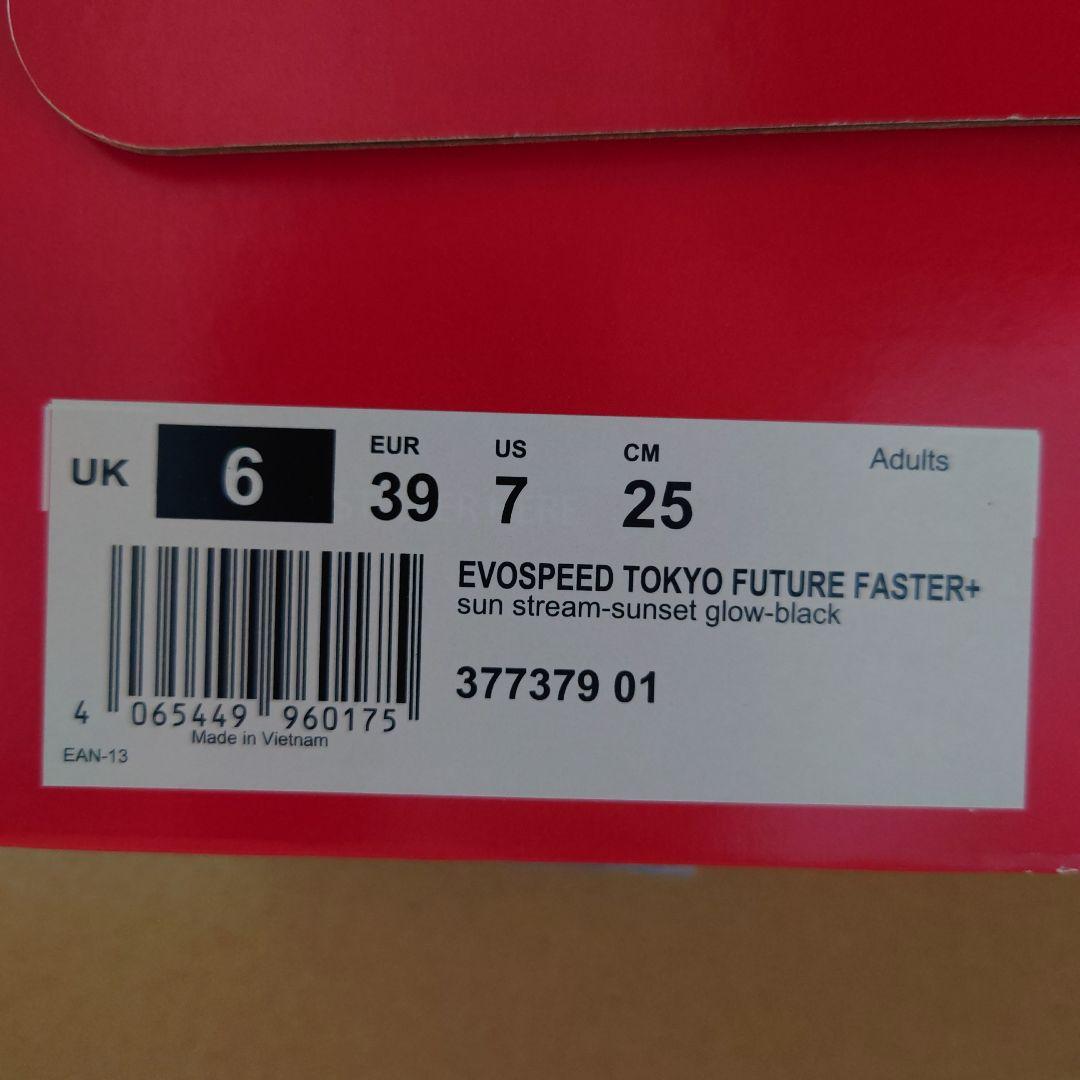 UK 6 EUR 39 US 7 CM 25 Adults
EVOSPEED TOKYO FUTURE FASTER+
sun stream-sunset glow-black
377379 01
4 065449 960175
Made in Vietnam
EAN-13